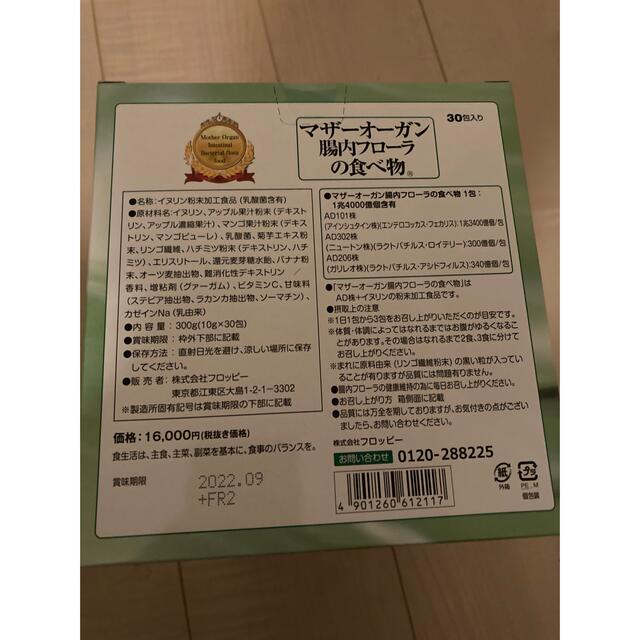 Mother Organ
Intestinal
Bacterial flora
food
マザーオーガン
腸内フローラ
の食べ物®
30包入り
●名称：イヌリン粉末加工食品（乳酸菌含有）
●原材料名：イヌリン、アップル果汁粉末（デキスト
リン、アップル濃縮果汁）、マンゴ果汁粉末（デキスト
リン、マンゴピューレ）、乳酸菌、菊芋エキス粉
末、リンゴ繊維、ハチミツ粉末（デキストリン、ハチ
ミツ）、エリスリトール、還元麦芽糖水飴、バナナ粉
末、オーツ麦抽出物、難消化性デキストリン ／
香料、増粘剤（グァーガム）、ビタミンC、甘味料
（ステビア抽出物、ラカンカ抽出物、ソーマチン）、
カゼインNa（乳由来）
●内 容 量：300g（10g×30包）
●賞味期限：枠外下部に記載
●保存方法：直射日光を避け、涼しい場所に保存
してください。
●販 売 者：株式会社フロッピー
東京都江東区大島1-2-1-3302
※製造所固有記号は賞味期限の下部に記載
価格：16,000円（税抜き価格）
食生活は、主食、主菜、副菜を基本に、食事のバランスを。
賞味期限
2022.09
+FR2
●マザーオーガン腸内フローラの食べ物 1包：
1兆4000億個含有
AD101株
（アインシュタイン株）（エンテロコッカス・フェカリス）：1兆3400億個/包
AD302株
（ニュートン株）（ラクトバチルス・ロイテリー）：300億個/包
AD206株
（ガリレオ株）（ラクトバチルス・アシドフィルス）：340億個/包
●「マザーオーガン腸内フローラの食べ物」は
AD株+イヌリンの粉末加工食品です。
●摂取上の注意
※1日1包から3包をお召し上がりいただくのが目安です。
※体質・体調によってはなれるまではお腹がゆるくなるこ
とがあります。その場合はなれるまで2食、3食に分けて
お召し上がりください。
※まれに原料由来（リンゴ繊維粉末）の黒い粒が入ってい
ることが有りますが品質には問題有りません。
●腸内フローラの健康維持の為に毎日お召し上がりください。
●お召し上がり方 箱側面に記載
●品質には万全を期しておりますが、お気付きの点がござい
ましたら、お問い合わせください。
株式会社フロッピー
お問い合わせ 0120-288225
4 901260 612117
紙
外箱
プラ
PE、M
個包装